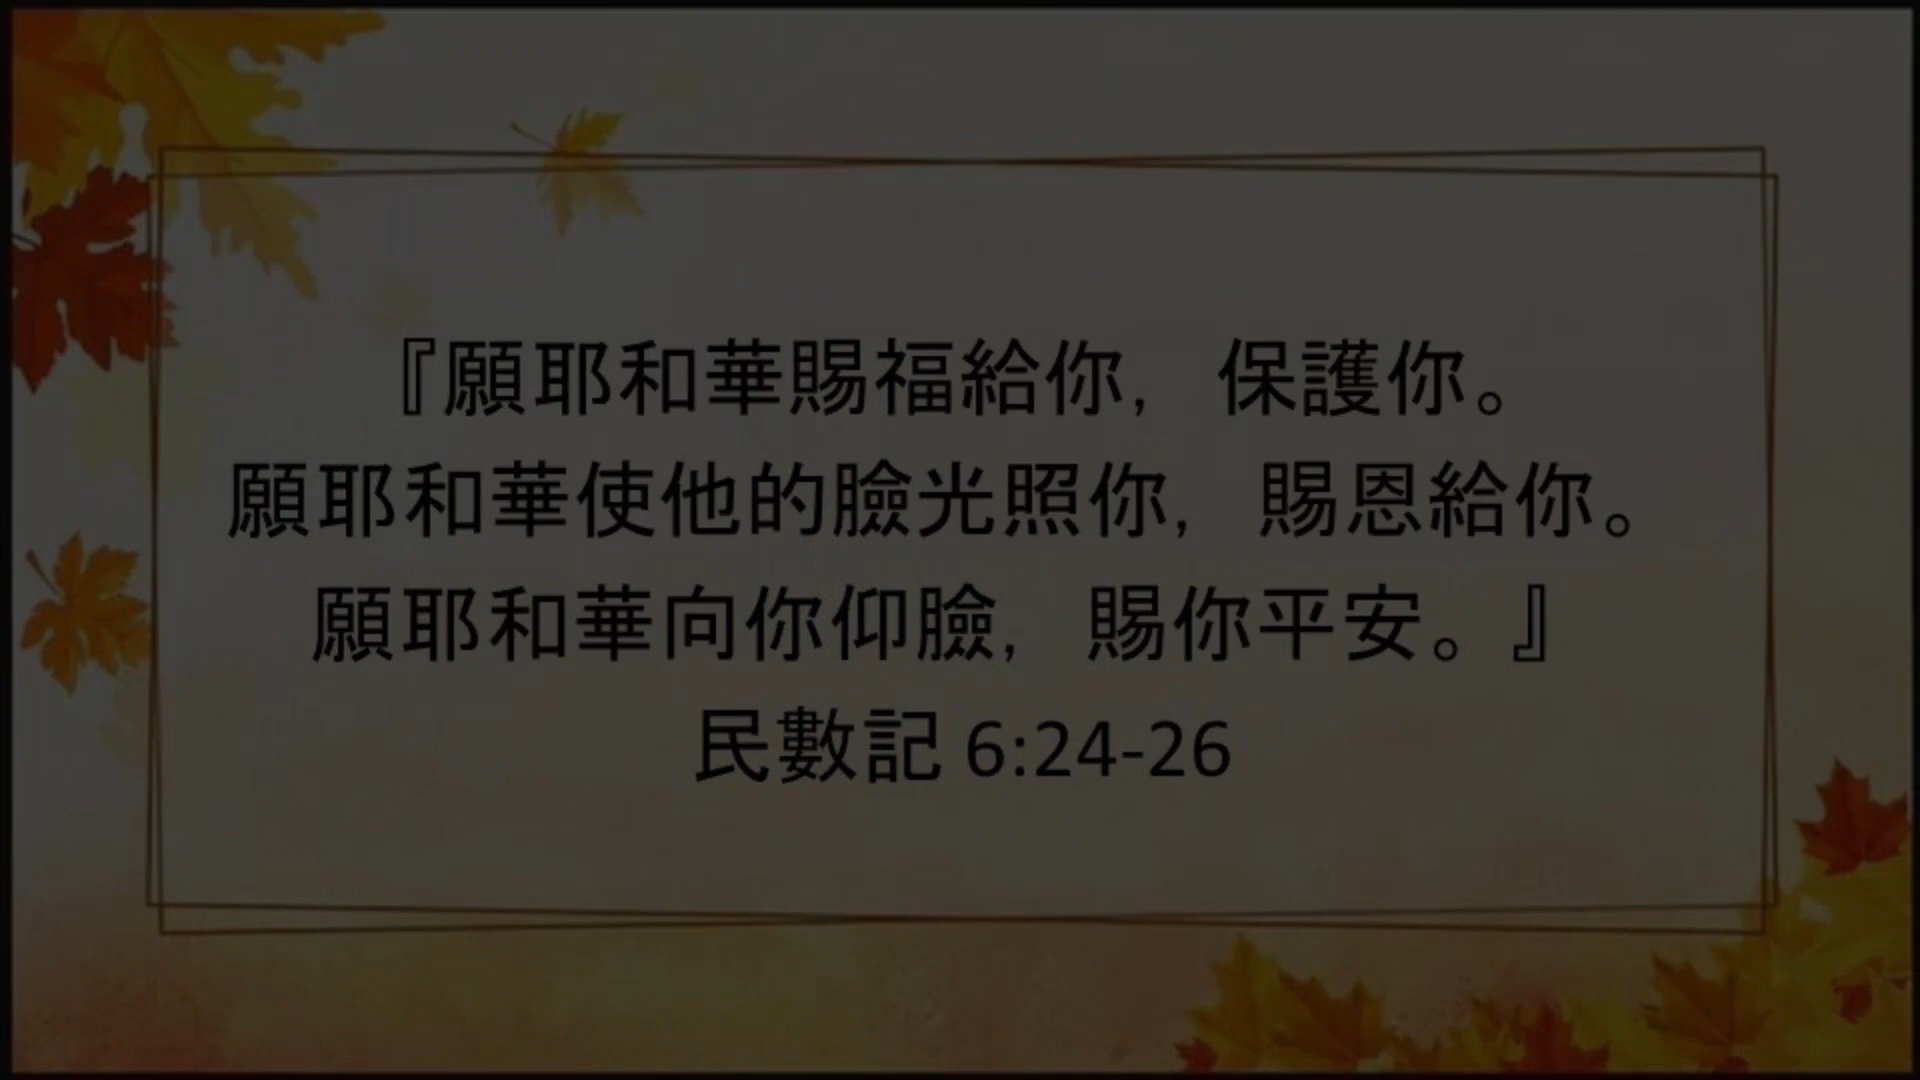 『願耶和華賜福給你，保護你。
願耶和華使他的臉光照你，賜恩給你。
願耶和華向你仰臉，賜你平安。』
民數記 6:24-26